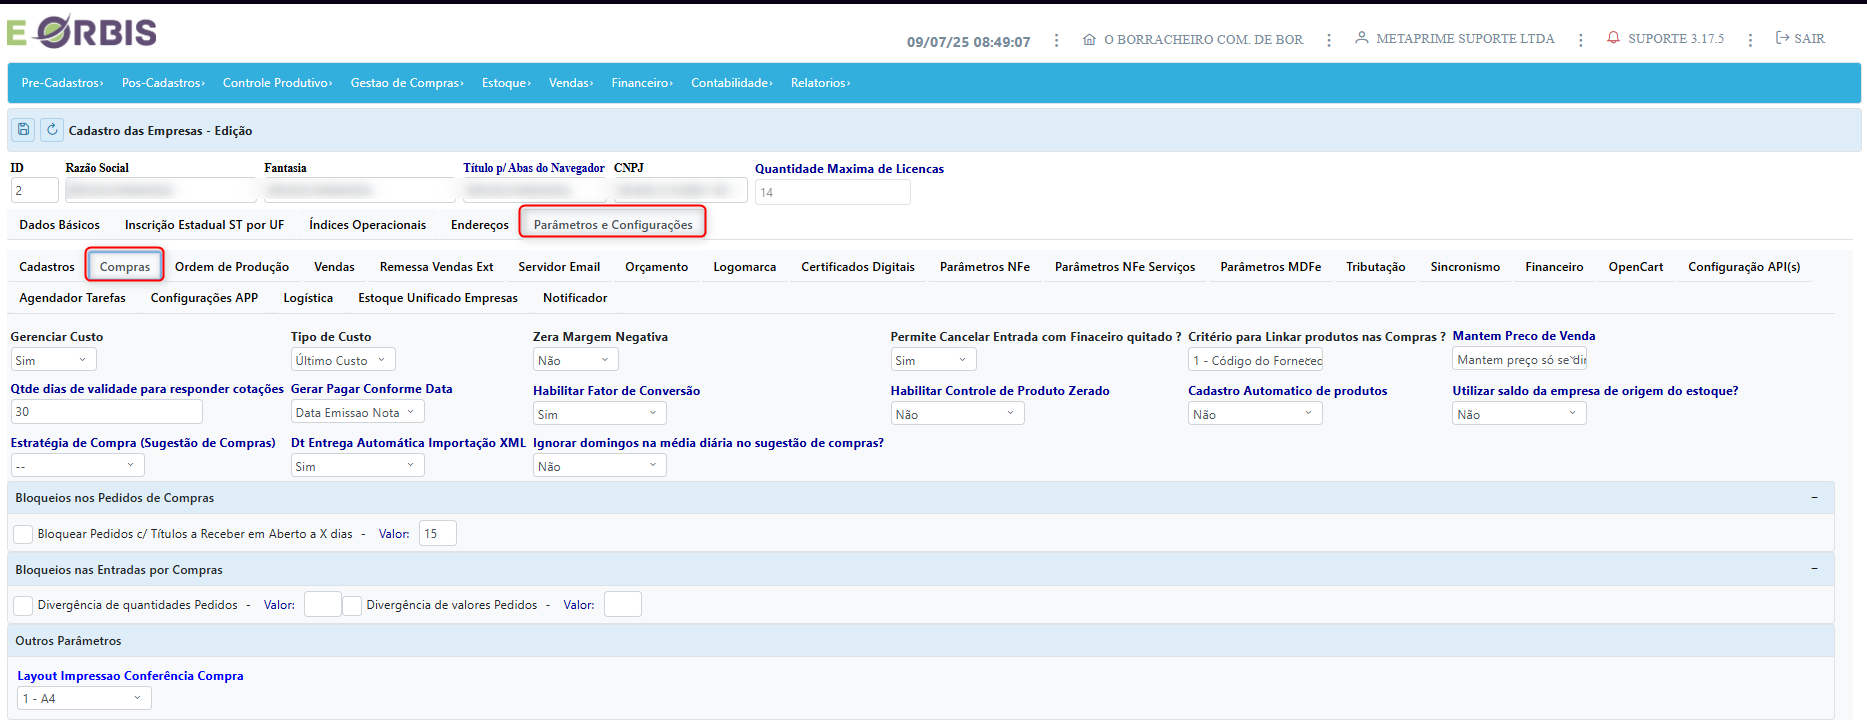 E ORBIS
09/07/25 08:49:07 O BORRACHEIRO COM. DE BOR METAPRIME SUPORTE LTDA SUPORTE 3.17.5 SAIR
Pre-Cadastros› Pos-Cadastros› Controle Produtivo› Gestao de Compras› Estoque› Vendas› Financeiro› Contabilidade› Relatorios›
Cadastro das Empresas - Edição
ID Razão Social Fantasia Título p/ Abas do Navegador CNPJ Quantidade Maxima de Licencas
2 14
Dados Básicos Inscrição Estadual ST por UF Índices Operacionais Endereços Parâmetros e Configurações
Cadastros Compras Ordem de Produção Vendas Remessa Vendas Ext Servidor Email Orçamento Logomarca Certificados Digitais Parâmetros NFe Parâmetros NFe Serviços Parâmetros MDFe Tributação Sincronismo Financeiro OpenCart Configuração API(s)
Agendador Tarefas Configurações APP Logística Estoque Unificado Empresas Notificador
Gerenciar Custo Tipo de Custo Zera Margem Negativa Permite Cancelar Entrada com Finaceiro quitado ? Critério para Linkar produtos nas Compras ? Mantem Preco de Venda
Sim Último Custo Não Sim 1 - Código do Fornecec Mantem preço só se dir
Qtde dias de validade para responder cotações Gerar Pagar Conforme Data Habilitar Fator de Conversão Habilitar Controle de Produto Zerado Cadastro Automatico de produtos Utilizar saldo da empresa de origem do estoque?
30 Data Emissao Nota Sim Não Não Não
Estratégia de Compra (Sugestão de Compras) Dt Entrega Automática Importação XML Ignorar domingos na média diária no sugestão de compras?
-- Sim Não
Bloqueios nos Pedidos de Compras −
Bloquear Pedidos c/ Títulos a Receber em Aberto a X dias - Valor: 15
Bloqueios nas Entradas por Compras −
Divergência de quantidades Pedidos - Valor: Divergência de valores Pedidos - Valor:
Outros Parâmetros
Layout Impressao Conferência Compra
1 - A4